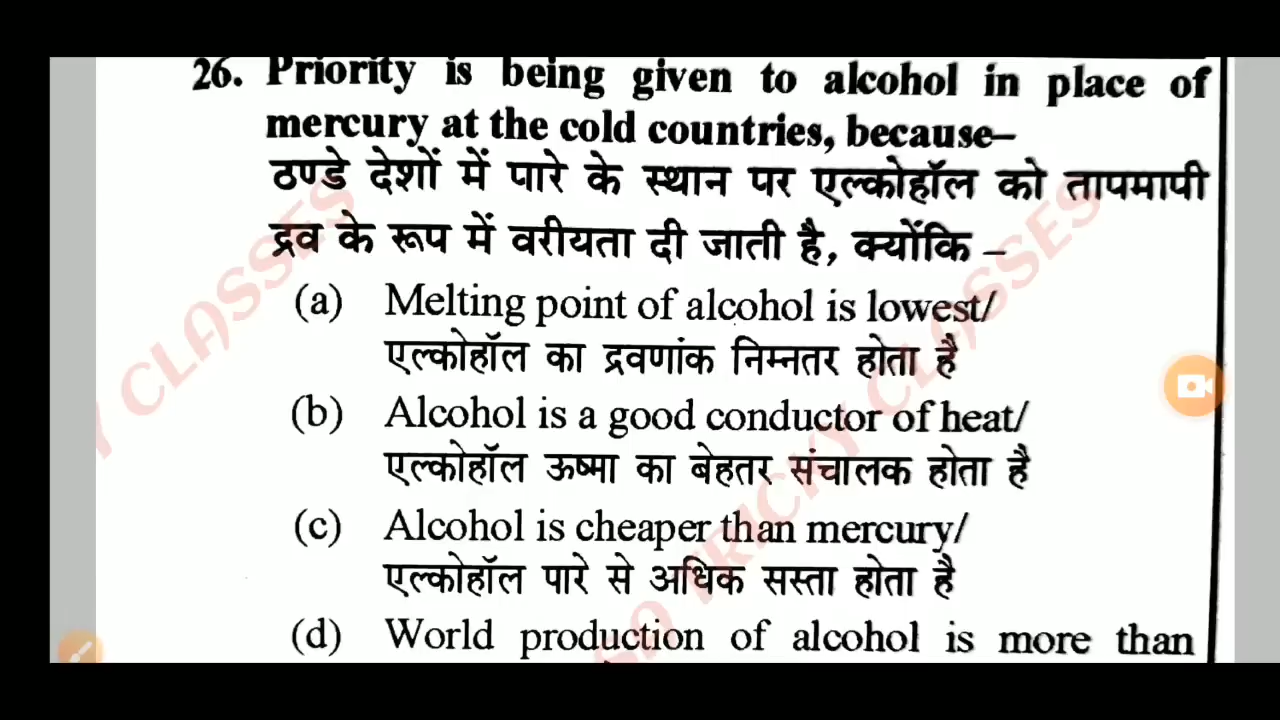 26. Priority is being given to alcohol in place of
mercury at the cold countries, because–
ठण्डे देशों में पारे के स्थान पर एल्कोहॉल को तापमापी
द्रव के रूप में वरीयता दी जाती है, क्योंकि –
(a) Melting point of alcohol is lowest/
एल्कोहॉल का द्रवणांक निम्नतर होता है
(b) Alcohol is a good conductor of heat/
एल्कोहॉल ऊष्मा का बेहतर संचालक होता है
(c) Alcohol is cheaper than mercury/
एल्कोहॉल पारे से अधिक सस्ता होता है
(d) World production of alcohol is more than
Y CLASSES
TRICKY CLASSES